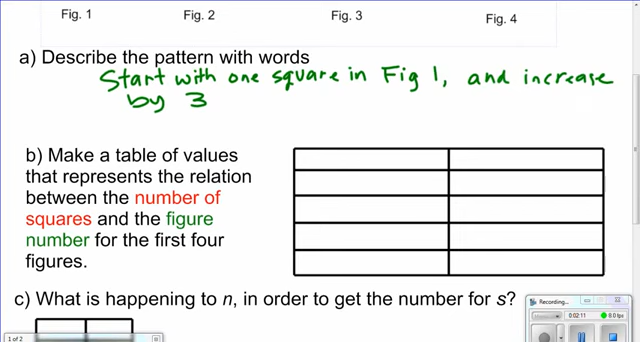 Fig. 1 Fig. 2 Fig. 3 Fig. 4
a) Describe the pattern with words
Start with one square in Fig 1, and increase
by 3
b) Make a table of values
that represents the relation
between the number of
squares and the figure
number for the first four
figures.
c) What is happening to n, in order to get the number for s?
Recording...
0:02:11 8.0 fps
1 of 2